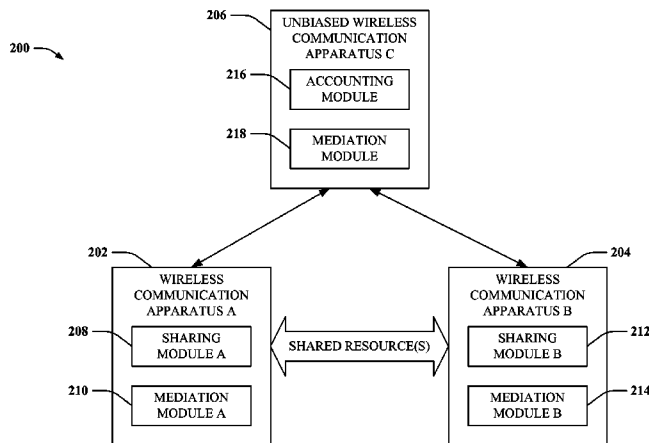 200
206
UNBIASED WIRELESS
COMMUNICATION
APPARATUS C
216
ACCOUNTING
MODULE
218
MEDIATION
MODULE
202
WIRELESS
COMMUNICATION
APPARATUS A
208
SHARING
MODULE A
210
MEDIATION
MODULE A
SHARED RESOURCE(S)
204
WIRELESS
COMMUNICATION
APPARATUS B
SHARING
MODULE B
212
MEDIATION
MODULE B
214